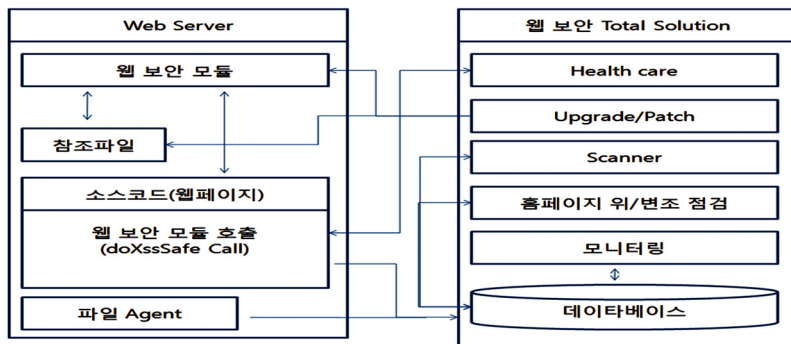 Web Server
웹 보안 모듈
참조파일
소스코드(웹페이지)
웹 보안 모듈 호출
(doXssSafe Call)
파일 Agent
웹 보안 Total Solution
Health care
Upgrade/Patch
Scanner
홈페이지 위/변조 점검
모니터링
데이타베이스